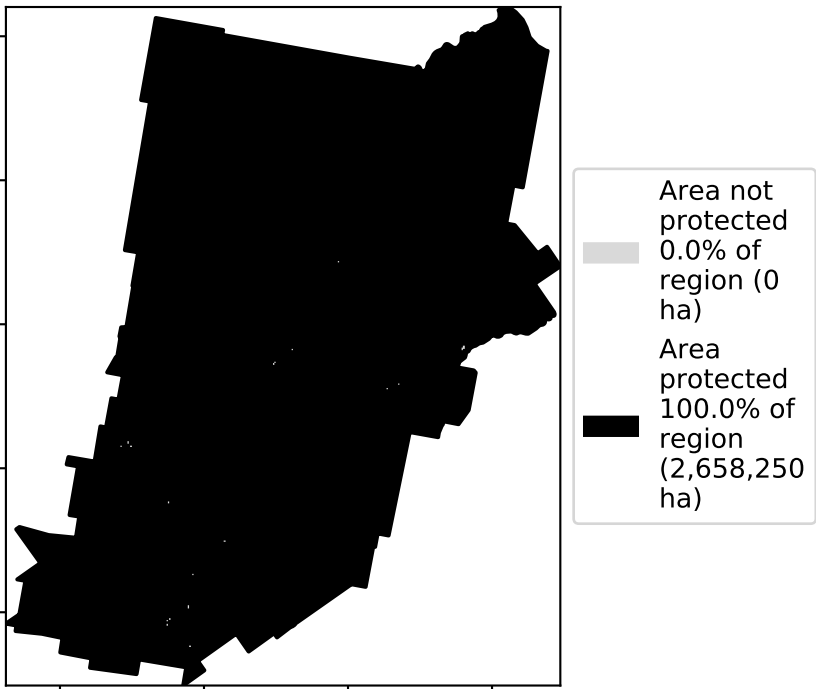 Area not
protected
0.0% of
region (0
ha)
Area
protected
100.0% of
region
(2,658,250
ha)